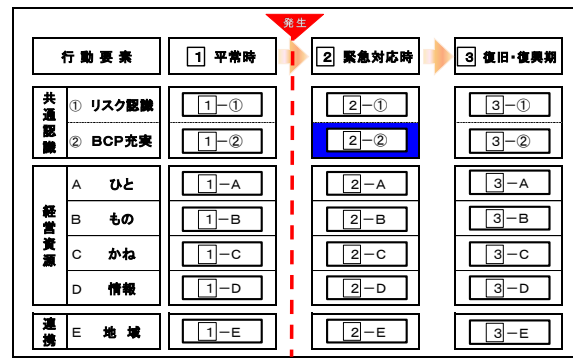 発生
行動要素 1 平常時 2 緊急対応時 3 復旧・復興期
共通認識 ① リスク認識 1-① 2-① 3-①
② BCP充実 1-② 2-② 3-②
経営資源 A ひと 1-A 2-A 3-A
B もの 1-B 2-B 3-B
C かね 1-C 2-C 3-C
D 情報 1-D 2-D 3-D
連携 E 地域 1-E 2-E 3-E